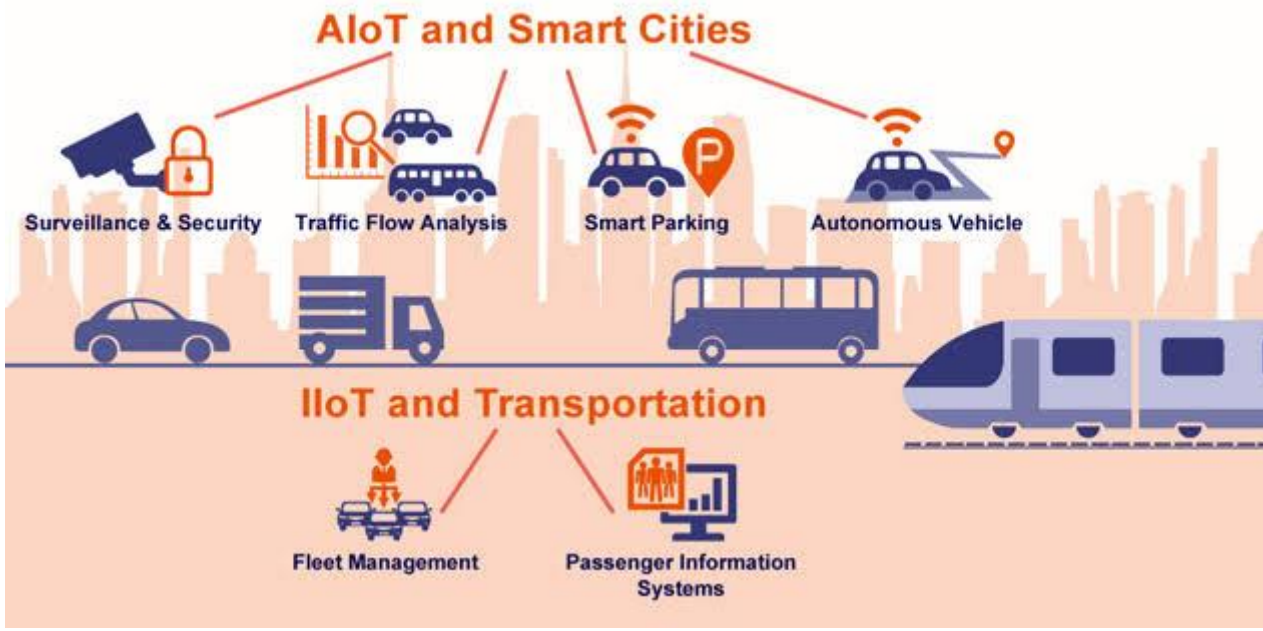 AIoT and Smart Cities
Surveillance & Security
Traffic Flow Analysis
Smart Parking
Autonomous Vehicle
P
IIoT and Transportation
Fleet Management
Passenger Information
Systems